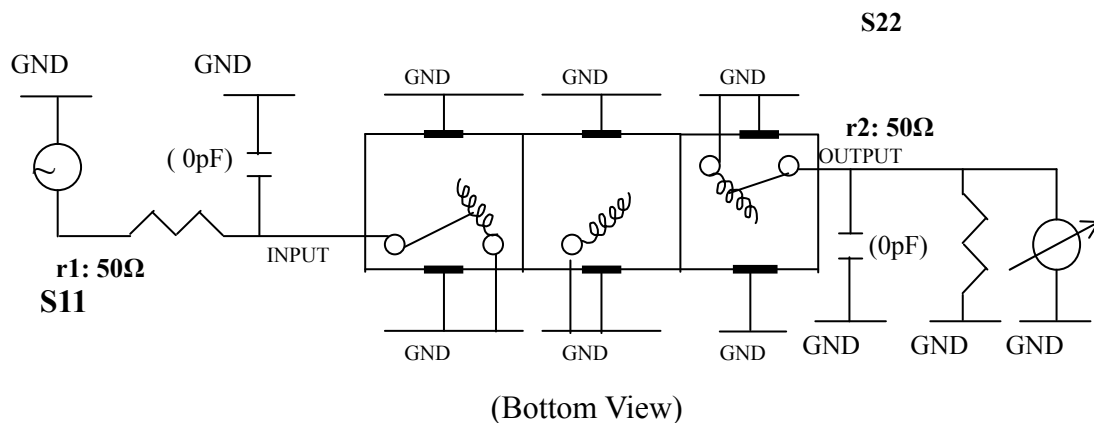 S22
GND
GND
GND
GND
GND
r2: 50Ω
( 0pF)
OUTPUT
~
INPUT
(0pF)
r1: 50Ω
S11
GND
GND
GND
GND
GND
GND
(Bottom View)